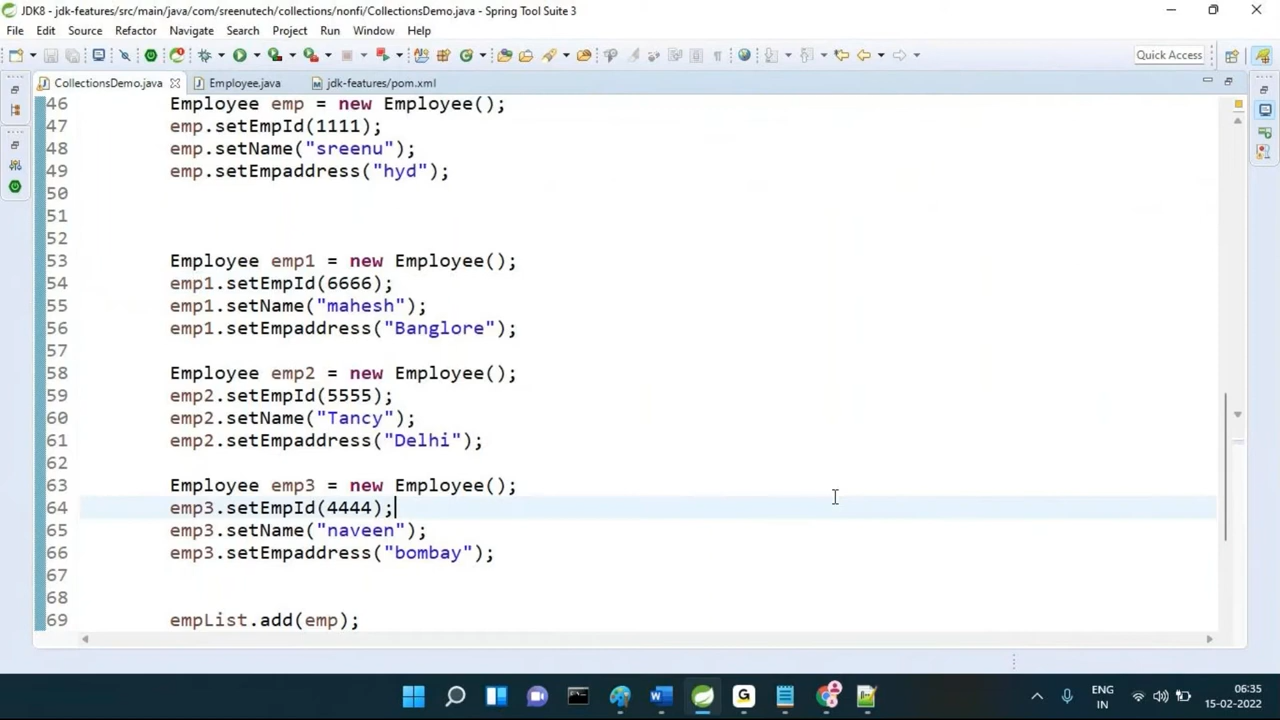 JDK8 - jdk-features/src/main/java/com/sreenutech/collections/nonfi/CollectionsDemo.java - Spring Tool Suite 3
File Edit Source Refactor Navigate Search Project Run Window Help
Quick Access
CollectionsDemo.java Employee.java jdk-features/pom.xml
46 Employee emp = new Employee();
47 emp.setEmpId(1111);
48 emp.setName("sreenu");
49 emp.setEmpaddress("hyd");
50
51
52
53 Employee emp1 = new Employee();
54 emp1.setEmpId(6666);
55 emp1.setName("mahesh");
56 emp1.setEmpaddress("Banglore");
57
58 Employee emp2 = new Employee();
59 emp2.setEmpId(5555);
60 emp2.setName("Tancy");
61 emp2.setEmpaddress("Delhi");
62
63 Employee emp3 = new Employee();
64 emp3.setEmpId(4444);
65 emp3.setName("naveen");
66 emp3.setEmpaddress("bombay");
67
68
69 empList.add(emp);
ENG 06:35
IN 15-02-2022